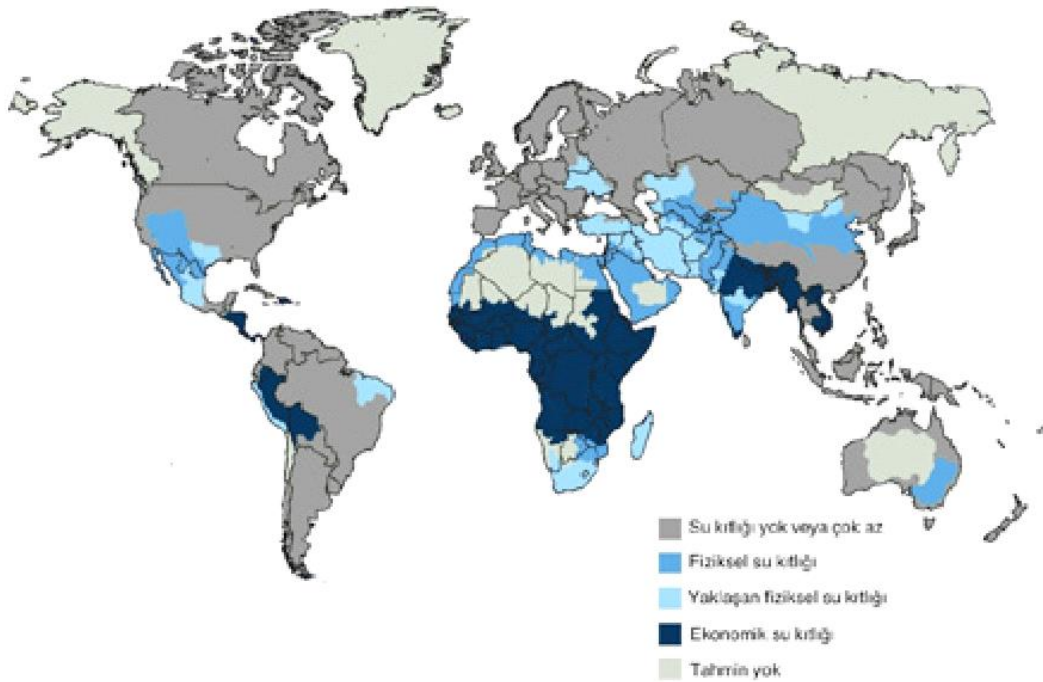 Su kıtlığı yok veya çok az
Fiziksel su kıtlığı
Yaklaşan fiziksel su kıtlığı
Ekonomik su kıtlığı
Tahmin yok